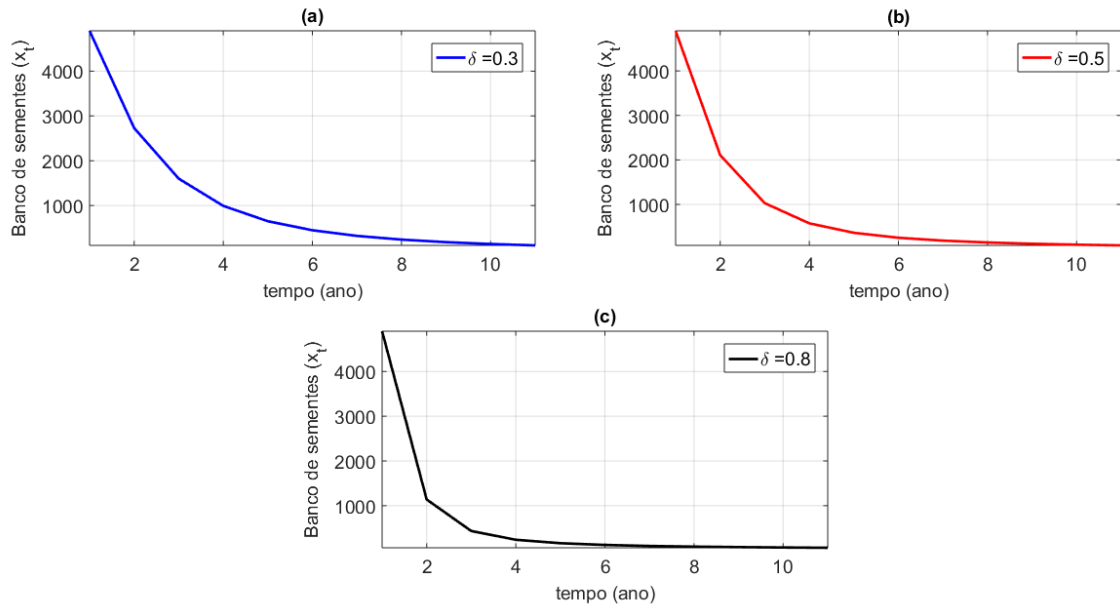 (a)
Banco de sementes (x_t)
4000
3000
2000
1000
δ =0.3
2 4 6 8 10
tempo (ano)
(b)
Banco de sementes (x_t)
4000
3000
2000
1000
δ =0.5
2 4 6 8 10
tempo (ano)
(c)
Banco de sementes (x_t)
4000
3000
2000
1000
δ =0.8
2 4 6 8 10
tempo (ano)